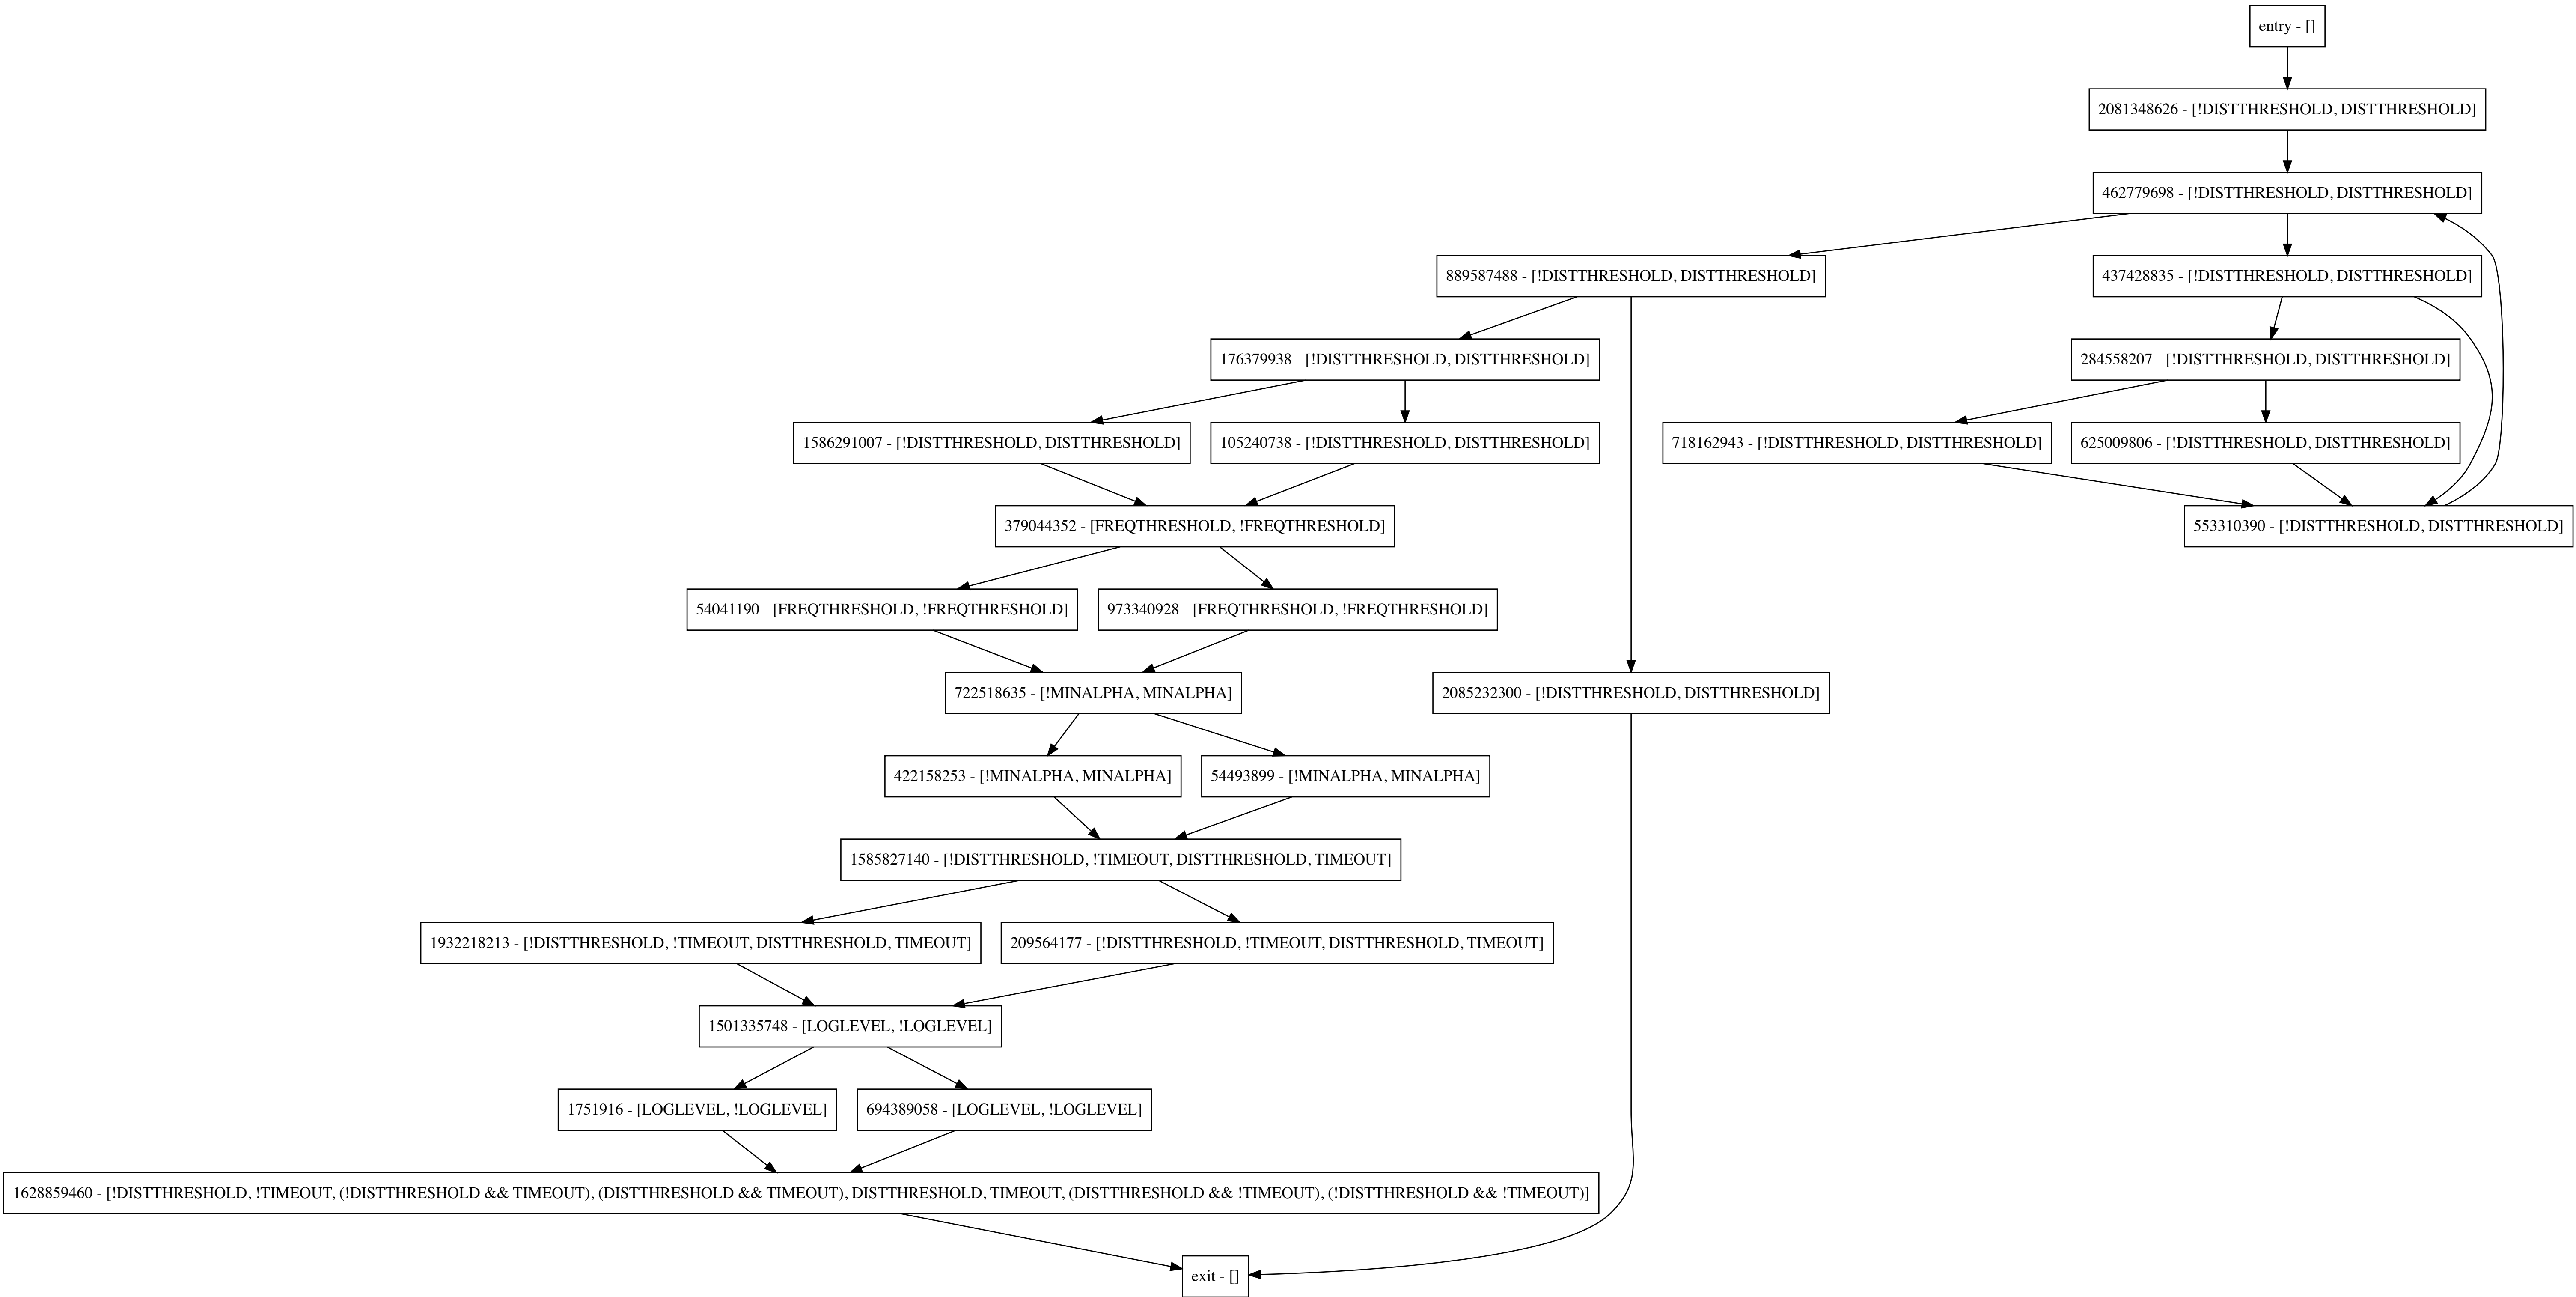 entry - []
2081348626 - [!DISTTHRESHOLD, DISTTHRESHOLD]
462779698 - [!DISTTHRESHOLD, DISTTHRESHOLD]
889587488 - [!DISTTHRESHOLD, DISTTHRESHOLD]
437428835 - [!DISTTHRESHOLD, DISTTHRESHOLD]
176379938 - [!DISTTHRESHOLD, DISTTHRESHOLD]
284558207 - [!DISTTHRESHOLD, DISTTHRESHOLD]
1586291007 - [!DISTTHRESHOLD, DISTTHRESHOLD]
105240738 - [!DISTTHRESHOLD, DISTTHRESHOLD]
718162943 - [!DISTTHRESHOLD, DISTTHRESHOLD]
625009806 - [!DISTTHRESHOLD, DISTTHRESHOLD]
379044352 - [FREQTHRESHOLD, !FREQTHRESHOLD]
553310390 - [!DISTTHRESHOLD, DISTTHRESHOLD]
54041190 - [FREQTHRESHOLD, !FREQTHRESHOLD]
973340928 - [FREQTHRESHOLD, !FREQTHRESHOLD]
722518635 - [!MINALPHA, MINALPHA]
2085232300 - [!DISTTHRESHOLD, DISTTHRESHOLD]
422158253 - [!MINALPHA, MINALPHA]
54493899 - [!MINALPHA, MINALPHA]
1585827140 - [!DISTTHRESHOLD, !TIMEOUT, DISTTHRESHOLD, TIMEOUT]
1932218213 - [!DISTTHRESHOLD, !TIMEOUT, DISTTHRESHOLD, TIMEOUT]
209564177 - [!DISTTHRESHOLD, !TIMEOUT, DISTTHRESHOLD, TIMEOUT]
1501335748 - [LOGLEVEL, !LOGLEVEL]
1751916 - [LOGLEVEL, !LOGLEVEL]
694389058 - [LOGLEVEL, !LOGLEVEL]
1628859460 - [!DISTTHRESHOLD, !TIMEOUT, (!DISTTHRESHOLD && TIMEOUT), (DISTTHRESHOLD && TIMEOUT), DISTTHRESHOLD, TIMEOUT, (DISTTHRESHOLD && !TIMEOUT), (!DISTTHRESHOLD && !TIMEOUT)]
exit - []